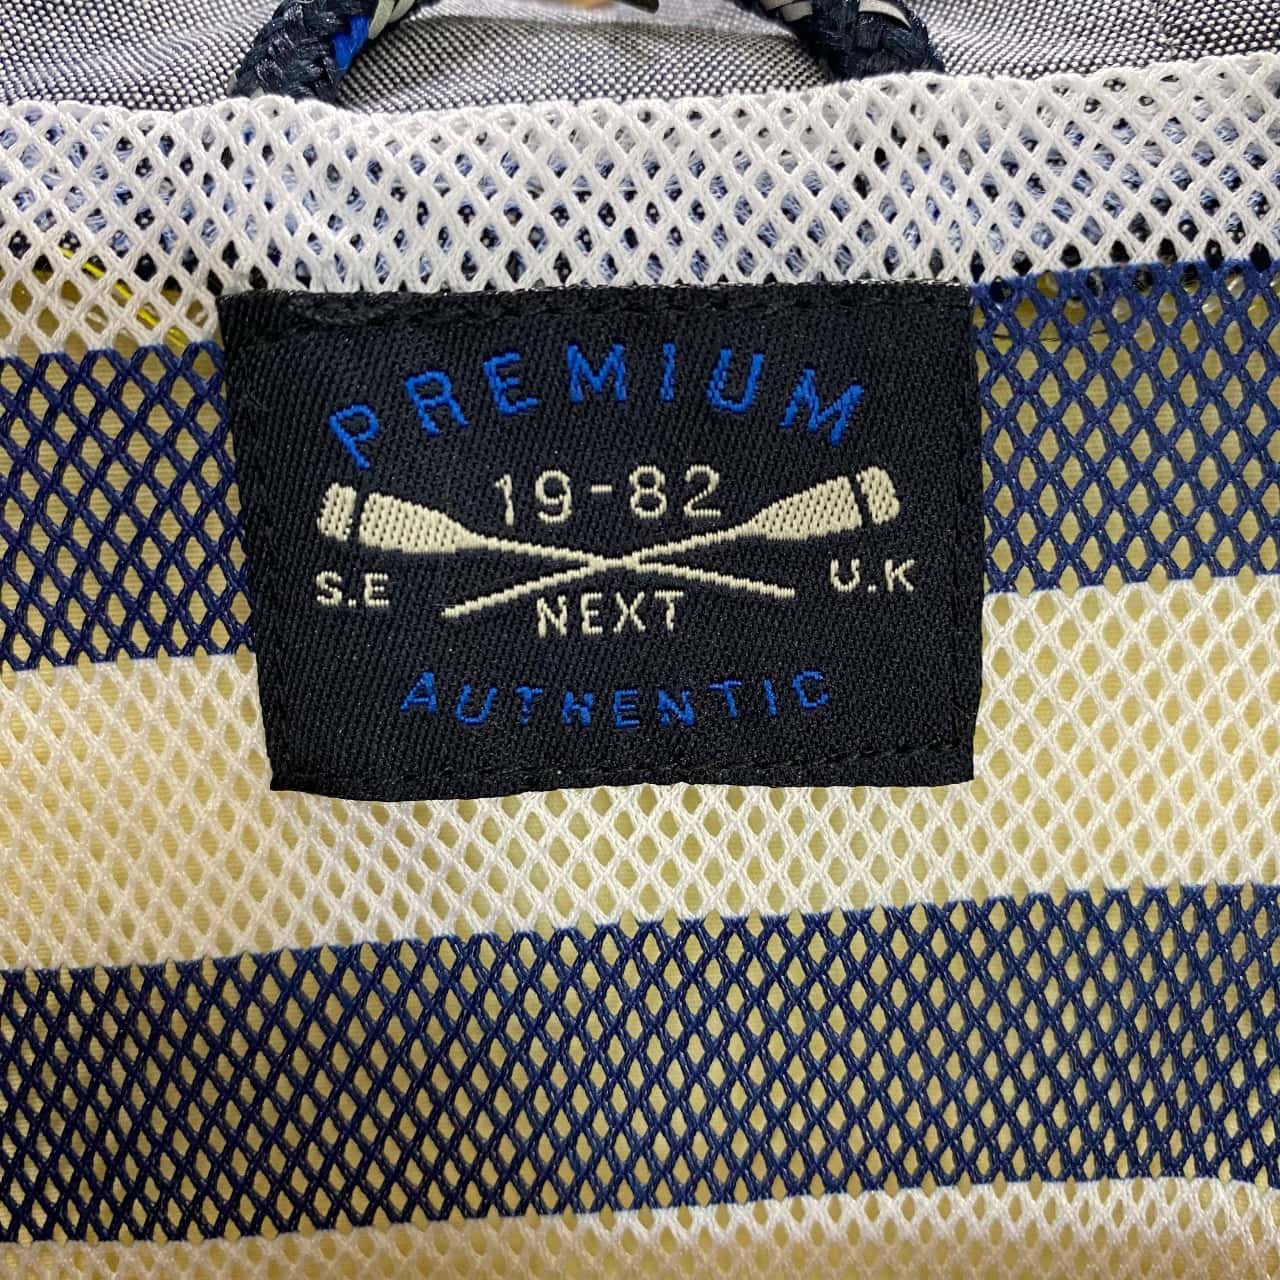 PREMIUM
19-82
S.E U.K
NEXT
AUTHENTIC